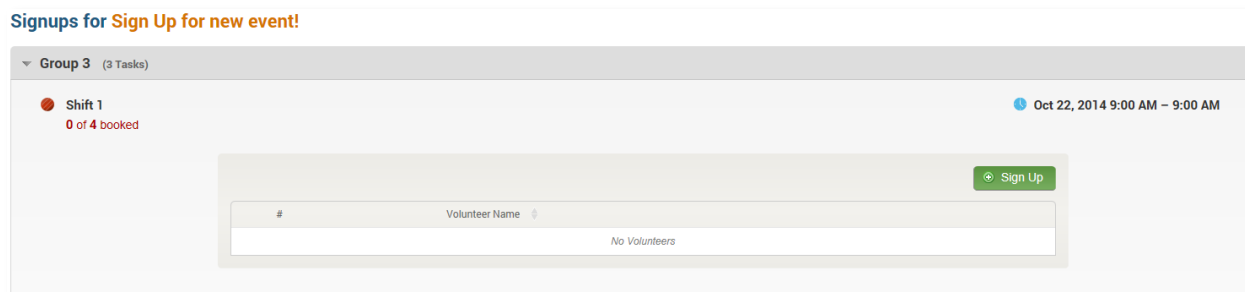 Signups for Sign Up for new event!
Group 3 (3 Tasks)
Shift 1
Oct 22, 2014 9:00 AM – 9:00 AM
0 of 4 booked
Sign Up
# Volunteer Name
No Volunteers